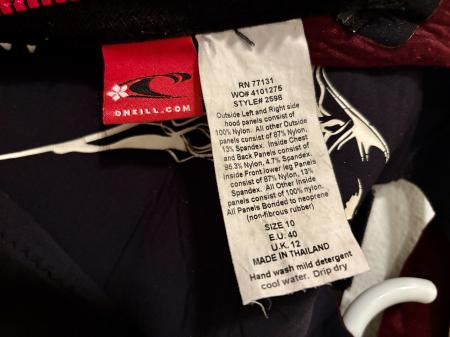 ONEILL.COM
RN 77131
WO# 4101275
STYLE# 2598
Outside Left and Right side
hood panels consist of
100% Nylon. All other Outside
Panels consist of 87% Nylon,
13% Spandex. Inside Chest
and Back Panels consist of
95.3% Nylon, 4.7% Spandex.
Inside Front lower leg Panels
consist of 87% Nylon, 13%
Spandex. All Other Inside
Panels consist of 100% nylon.
All Panels Bonded to neoprene
(non-fibrous rubber)
SIZE 10
E.U. 40
U.K. 12
MADE IN THAILAND
Hand wash mild detergent
cool water. Drip dry